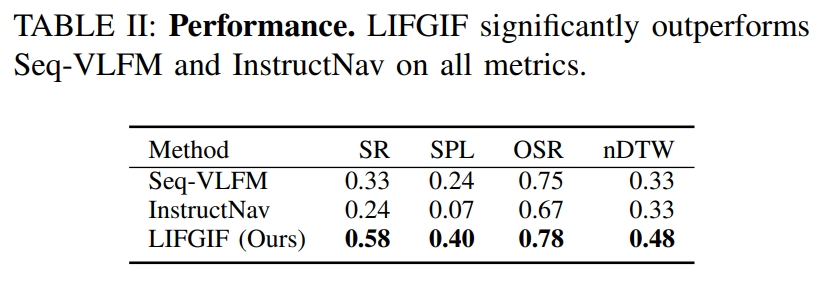 TABLE II: Performance. LIFGIF significantly outperforms
Seq-VLFM and InstructNav on all metrics.
Method SR SPL OSR nDTW
Seq-VLFM 0.33 0.24 0.75 0.33
InstructNav 0.24 0.07 0.67 0.33
LIFGIF (Ours) 0.58 0.40 0.78 0.48